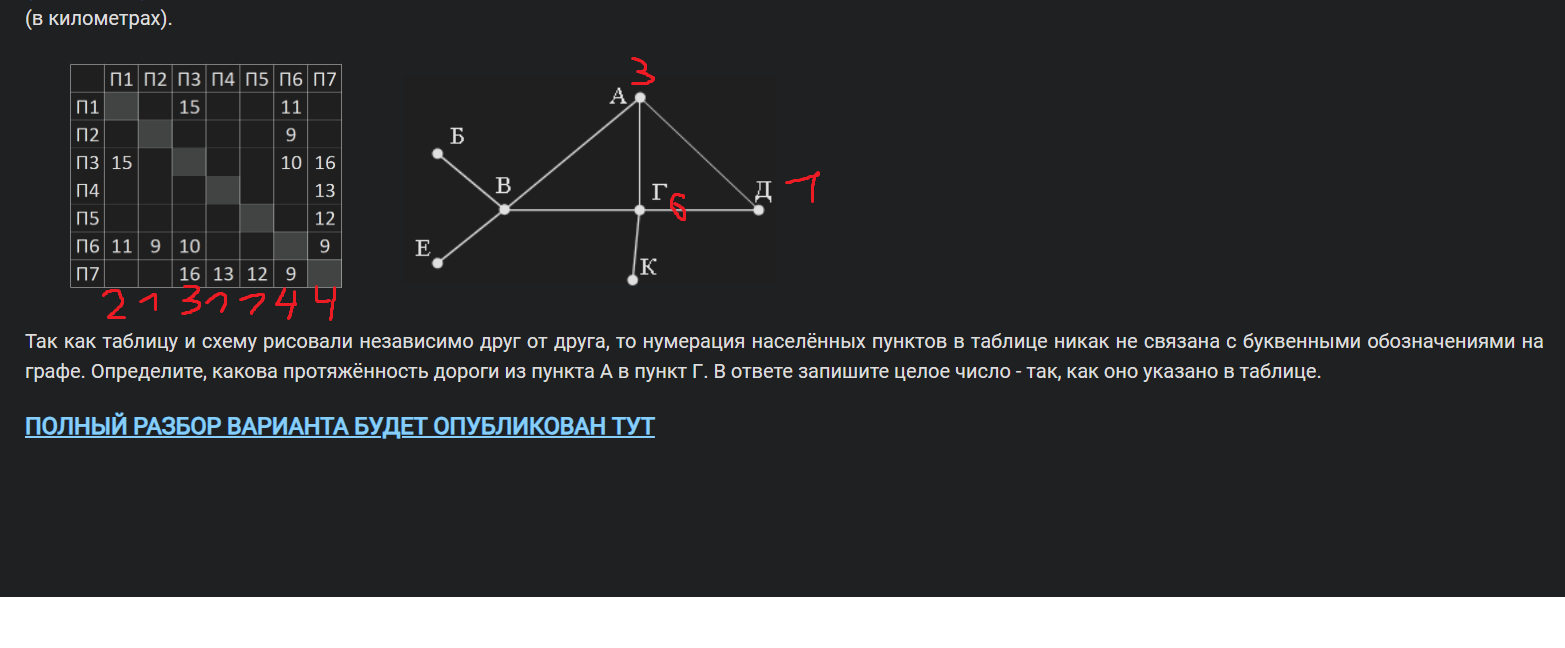 (в километрах).
П1 П2 П3 П4 П5 П6 П7
П1 15 11
П2 9
П3 15 10 16
П4 13
П5 12
П6 11 9 10 9
П7 16 13 12 9
2 1 3 1 1 4 4
3
А
Б
В
Г
6
Д
1
Е
К
Так как таблицу и схему рисовали независимо друг от друга, то нумерация населённых пунктов в таблице никак не связана с буквенными обозначениями на
графе. Определите, какова протяжённость дороги из пункта А в пункт Г. В ответе запишите целое число - так, как оно указано в таблице.
ПОЛНЫЙ РАЗБОР ВАРИАНТА БУДЕТ ОПУБЛИКОВАН ТУТ